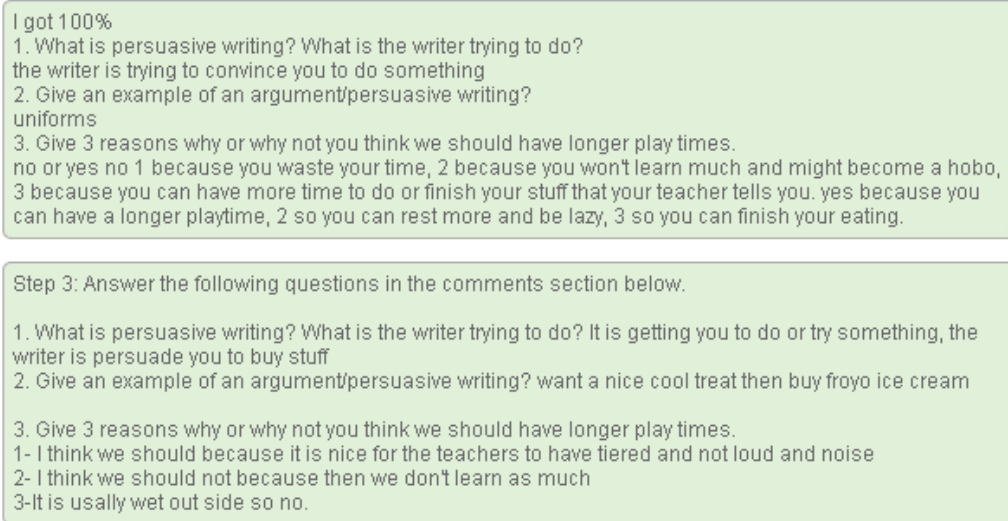 I got 100%
1. What is persuasive writing? What is the writer trying to do?
the writer is trying to convince you to do something
2. Give an example of an argument/persuasive writing?
uniforms
3. Give 3 reasons why or why not you think we should have longer play times.
no or yes no 1 because you waste your time, 2 because you won't learn much and might become a hobo,
3 because you can have more time to do or finish your stuff that your teacher tells you. yes because you
can have a longer playtime, 2 so you can rest more and be lazy, 3 so you can finish your eating.
Step 3: Answer the following questions in the comments section below.
1. What is persuasive writing? What is the writer trying to do? It is getting you to do or try something, the
writer is persuade you to buy stuff
2. Give an example of an argument/persuasive writing? want a nice cool treat then buy froyo ice cream
3. Give 3 reasons why or why not you think we should have longer play times.
1- I think we should because it is nice for the teachers to have tiered and not loud and noise
2- I think we should not because then we don't learn as much
3-It is usally wet out side so no.